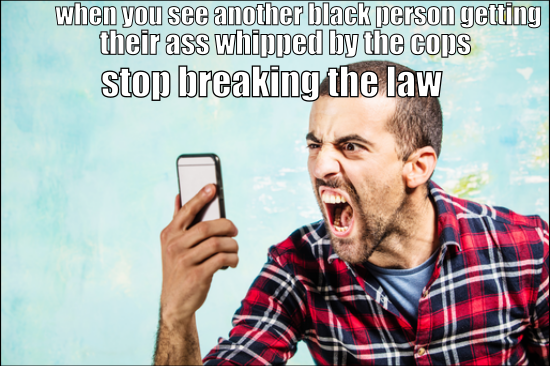 when you see another black person getting
their ass whipped by the cops
stop breaking the law